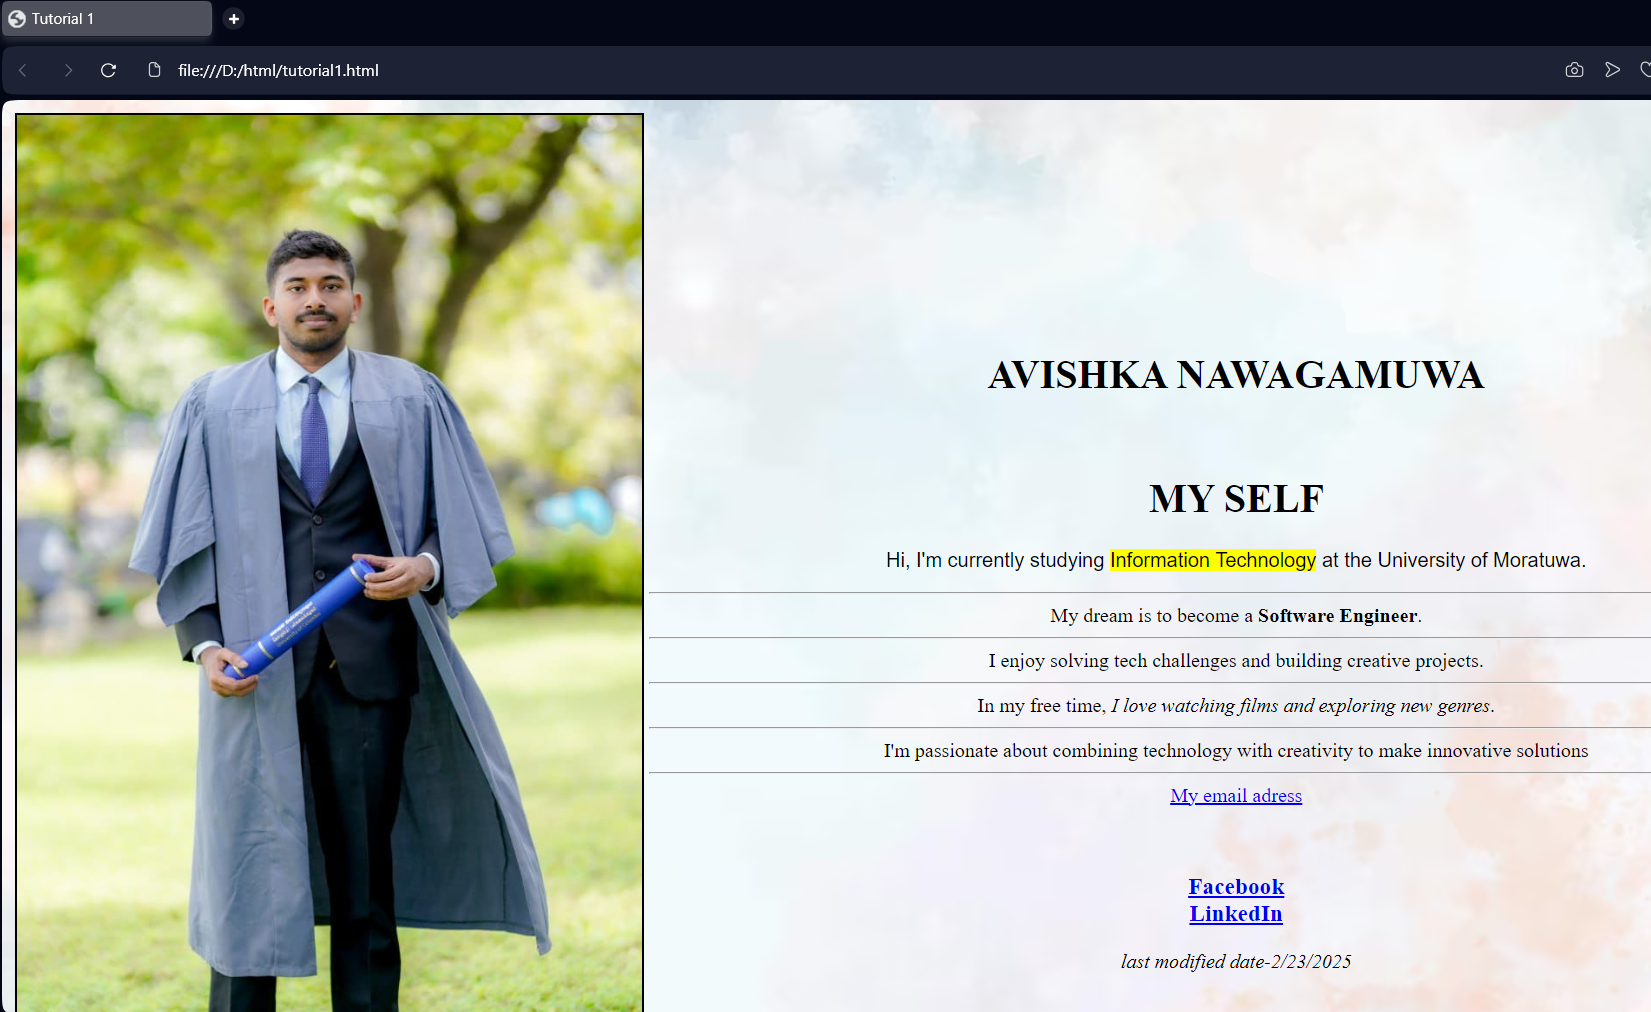 Tutorial 1
file:///D:/html/tutorial1.html
AVISHKA NAWAGAMUWA
MY SELF
Hi, I'm currently studying Information Technology at the University of Moratuwa.
My dream is to become a Software Engineer.
I enjoy solving tech challenges and building creative projects.
In my free time, I love watching films and exploring new genres.
I'm passionate about combining technology with creativity to make innovative solutions
My email adress
Facebook
LinkedIn
last modified date-2/23/2025